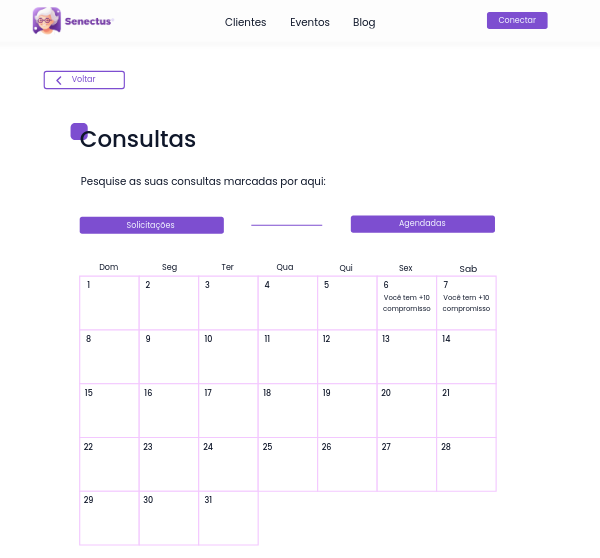 Senectus
Clientes Eventos Blog
Conectar
Voltar
Consultas
Pesquise as suas consultas marcadas por aqui:
Solicitações
Agendadas
Dom Seg Ter Qua Qui Sex Sab
1 2 3 4 5 6 7
Você tem +10 Você tem +10
compromisso compromisso
8 9 10 11 12 13 14
15 16 17 18 19 20 21
22 23 24 25 26 27 28
29 30 31